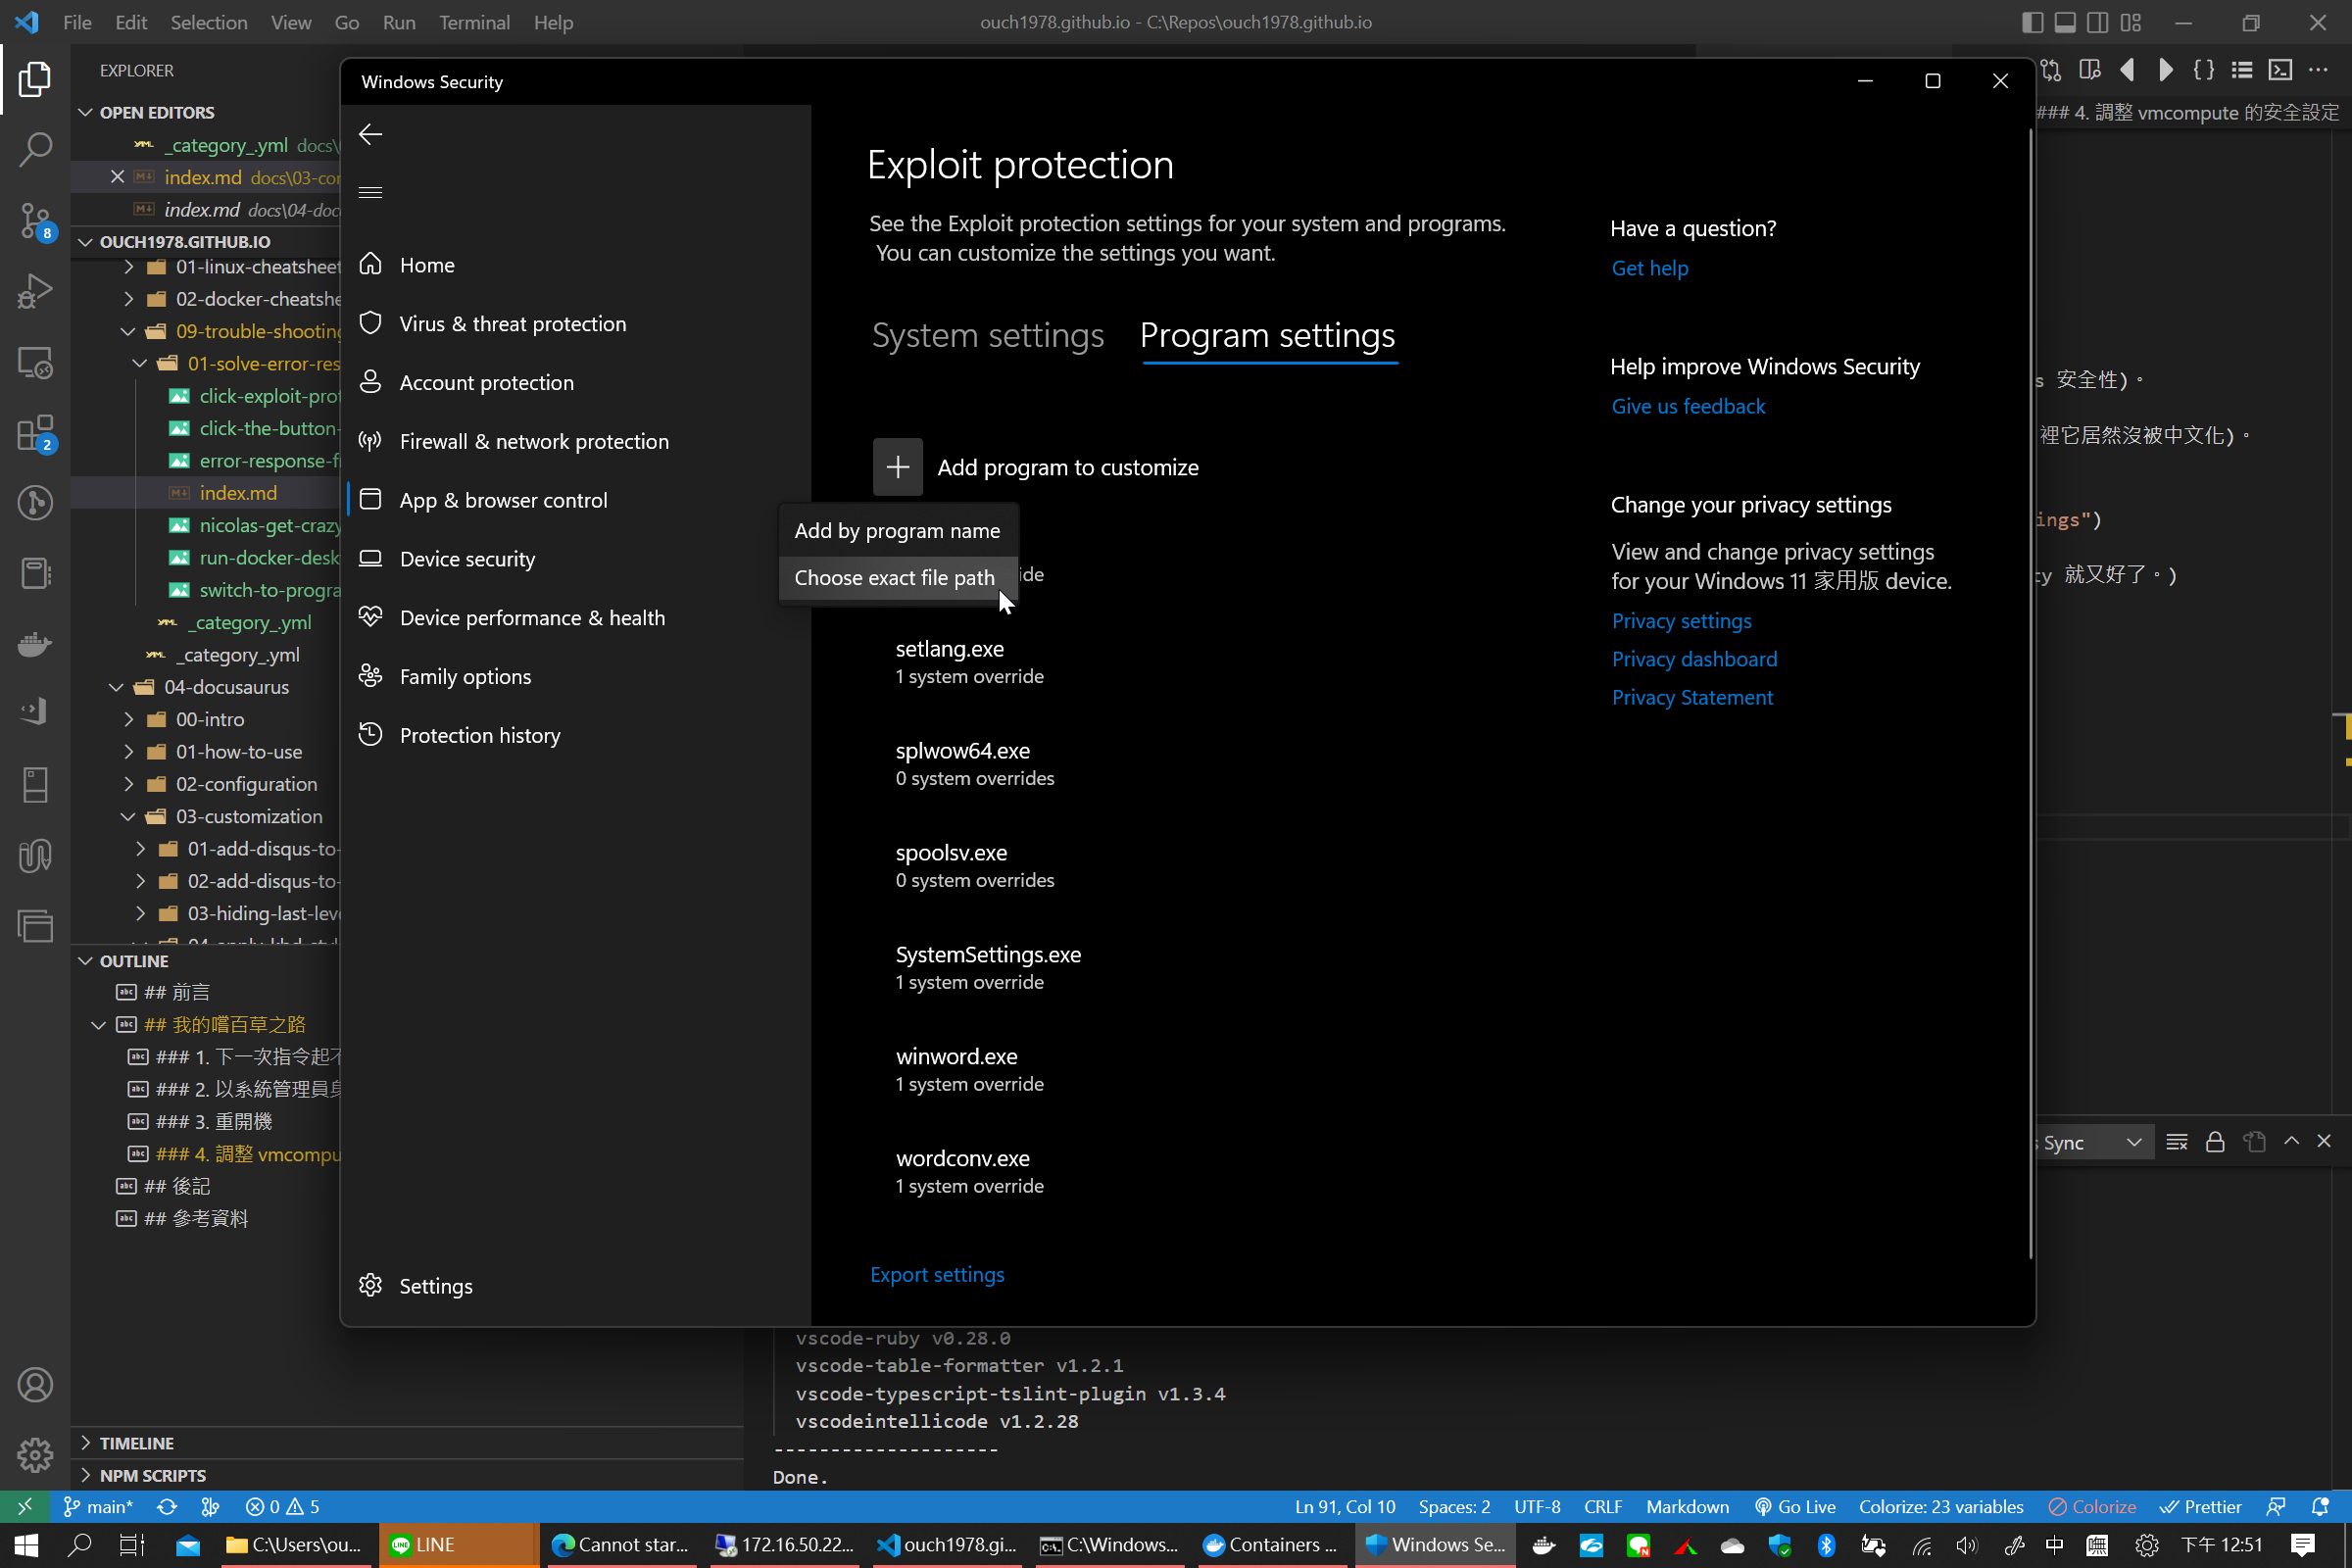 File Edit Selection View Go Run Terminal Help
ouch1978.github.io - C:\Repos\ouch1978.github.io
EXPLORER
OPEN EDITORS
_category_.yml docs\
index.md docs\03-cor
index.md docs\04-doc
OUCH1978.GITHUB.IO
01-linux-cheatsheet
02-docker-cheatshe
09-trouble-shooting
01-solve-error-res
click-exploit-prot
click-the-button-
error-response-f
index.md
nicolas-get-crazy
run-docker-desk
switch-to-progra
_category_.yml
_category_.yml
04-docusaurus
00-intro
01-how-to-use
02-configuration
03-customization
01-add-disqus-to-
02-add-disqus-to-
03-hiding-last-leve
8
2
OUTLINE
## 前言
## 我的嚐百草之路
### 1. 下一次指令起不
### 2. 以系統管理員身
### 3. 重開機
### 4. 調整 vmcompu
## 後記
## 參考資料
TIMELINE
NPM SCRIPTS
Windows Security
Home
Virus & threat protection
Account protection
Firewall & network protection
App & browser control
Device security
Device performance & health
Family options
Protection history
Settings
Exploit protection
See the Exploit protection settings for your system and programs.
You can customize the settings you want.
System settings Program settings
Add program to customize
Add by program name
Choose exact file path
ide
setlang.exe
1 system override
splwow64.exe
0 system overrides
spoolsv.exe
0 system overrides
SystemSettings.exe
1 system override
winword.exe
1 system override
wordconv.exe
1 system override
Export settings
Have a question?
Get help
Help improve Windows Security
Give us feedback
Change your privacy settings
View and change privacy settings
for your Windows 11 家用版 device.
Privacy settings
Privacy dashboard
Privacy Statement
### 4. 調整 vmcompute 的安全設定
s 安全性)。
裡它居然沒被中文化)。
ings")
ty 就又好了。)
Sync
vscode-ruby v0.28.0
vscode-table-formatter v1.2.1
vscode-typescript-tslint-plugin v1.3.4
vscodeintellicode v1.2.28
--------------------
Done.
main* 0 5
Ln 91, Col 10 Spaces: 2 UTF-8 CRLF Markdown Go Live Colorize: 23 variables Colorize Prettier
C:\Users\ou... LINE Cannot star... 172.16.50.22... ouch1978.gi... C:\Windows... Containers ... Windows Se... 中 下午 12:51